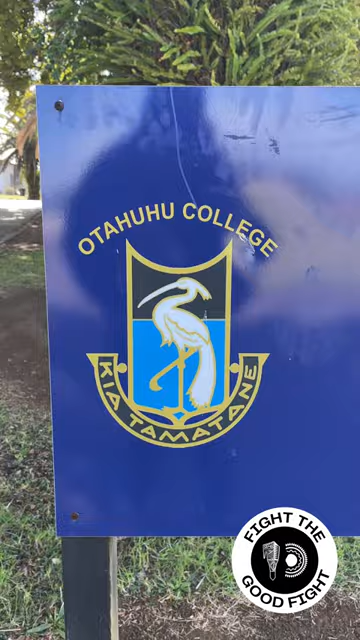 OTAHUHU COLLEGE
KIA TAMATANE
FIGHT THE
GOOD FIGHT